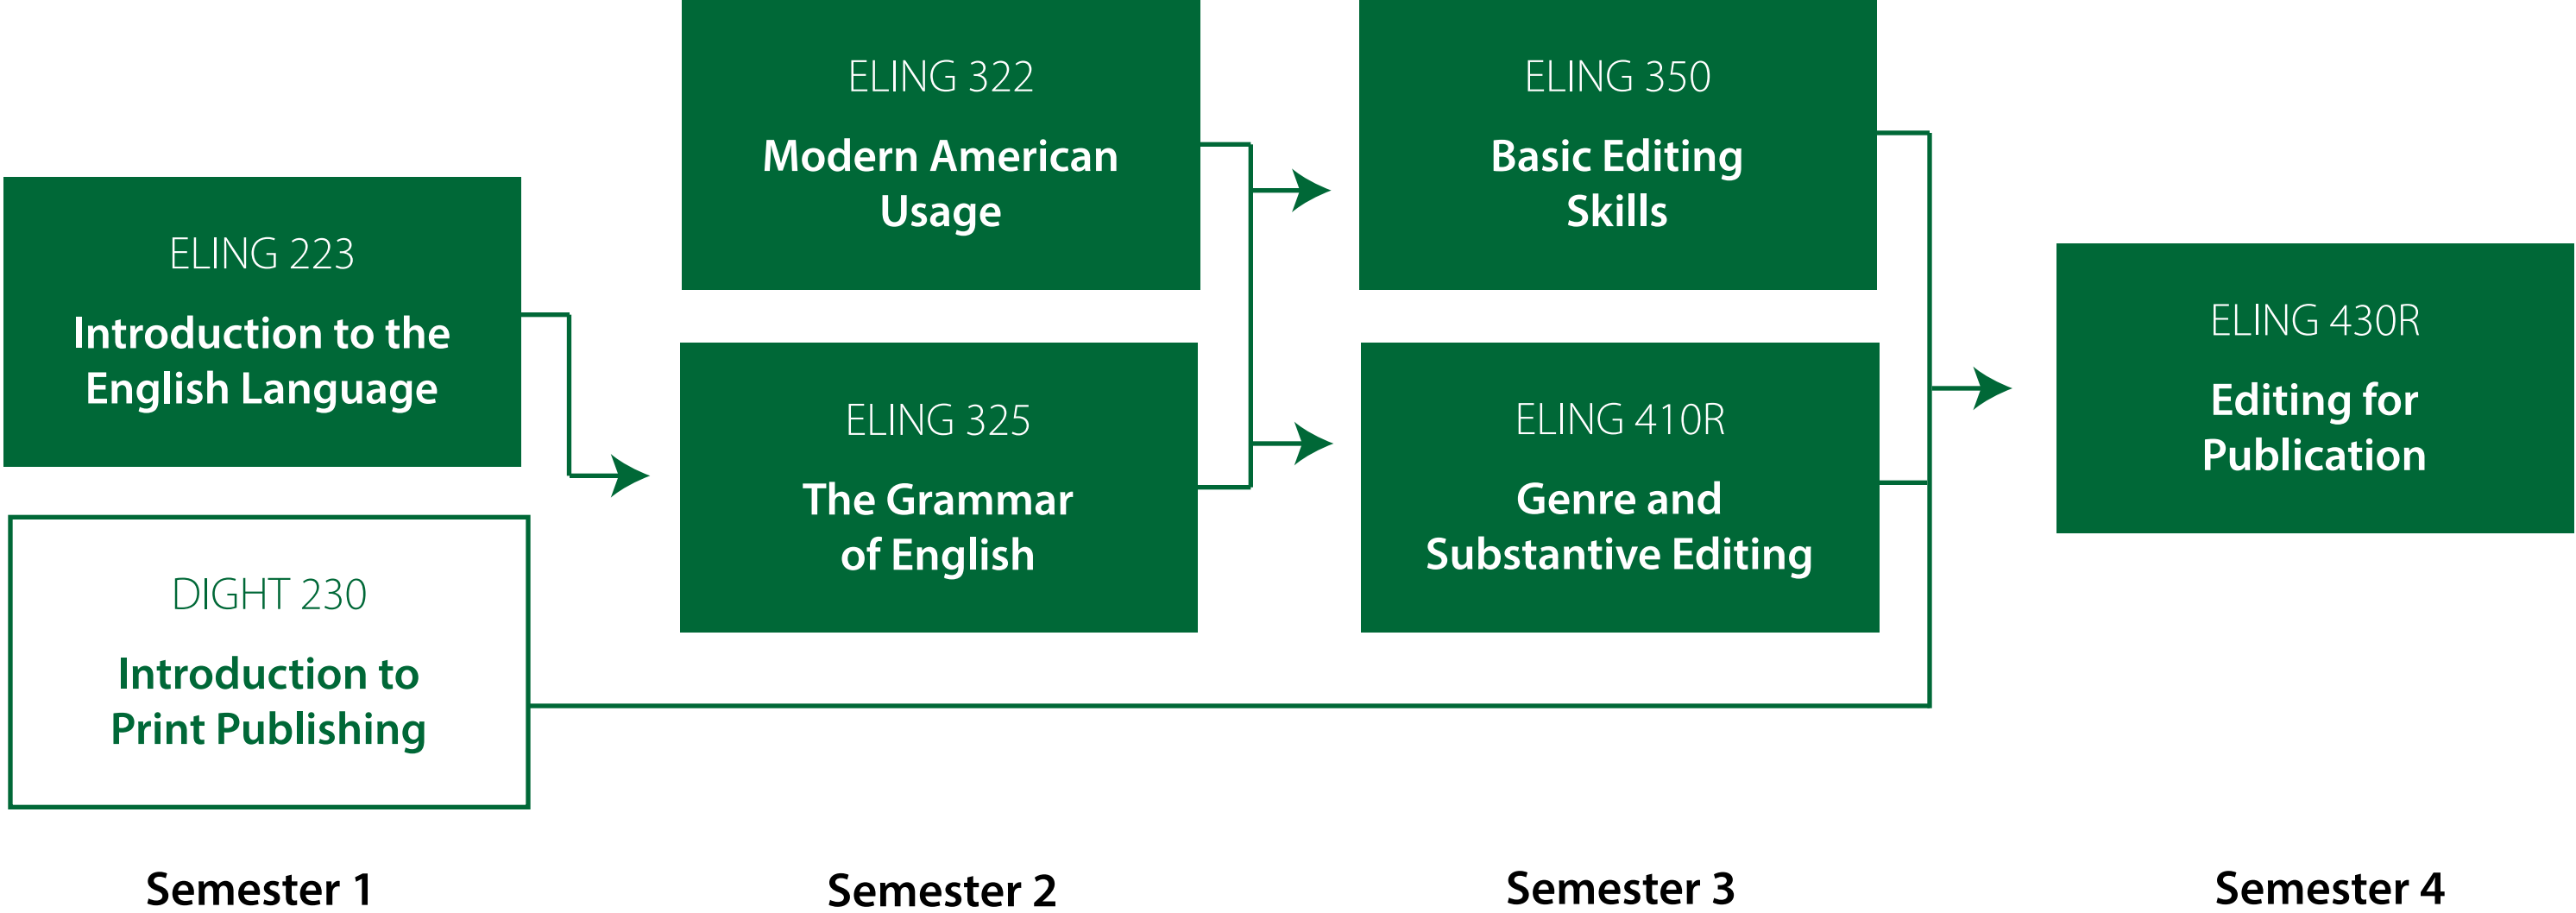 ELING 223
Introduction to the
English Language
DIGHT 230
Introduction to
Print Publishing
Semester 1
ELING 322
Modern American
Usage
ELING 325
The Grammar
of English
Semester 2
ELING 350
Basic Editing
Skills
ELING 410R
Genre and
Substantive Editing
Semester 3
ELING 430R
Editing for
Publication
Semester 4